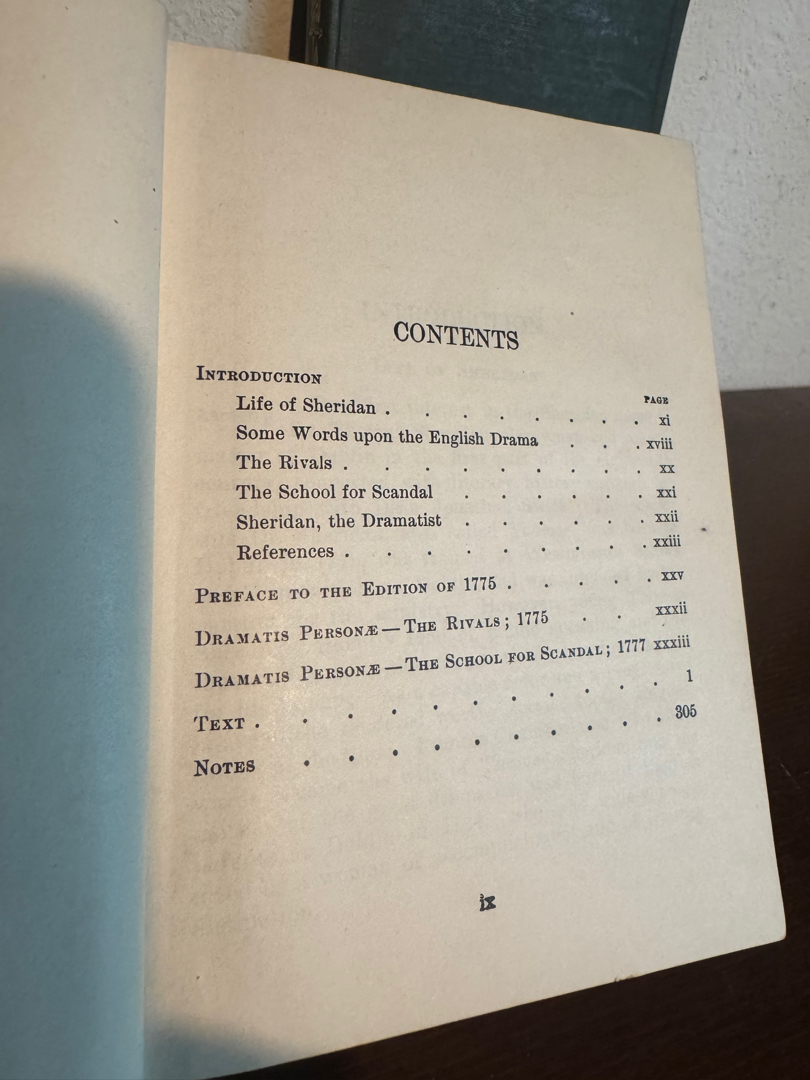 CONTENTS
INTRODUCTION
PAGE
Life of Sheridan . . . . . . . . xi
Some Words upon the English Drama . . . xviii
The Rivals . . . . . . . . . xx
The School for Scandal . . . . . xxi
Sheridan, the Dramatist . . . . . xxii
References . . . . . . . . xxiii
PREFACE TO THE EDITION OF 1775 . . . . . xxv
DRAMATIS PERSONÆ—THE RIVALS; 1775 . . xxxii
DRAMATIS PERSONÆ—THE SCHOOL FOR SCANDAL; 1777 xxxiii
TEXT . . . . . . . . . . 1
NOTES . . . . . . . . . 305
ix